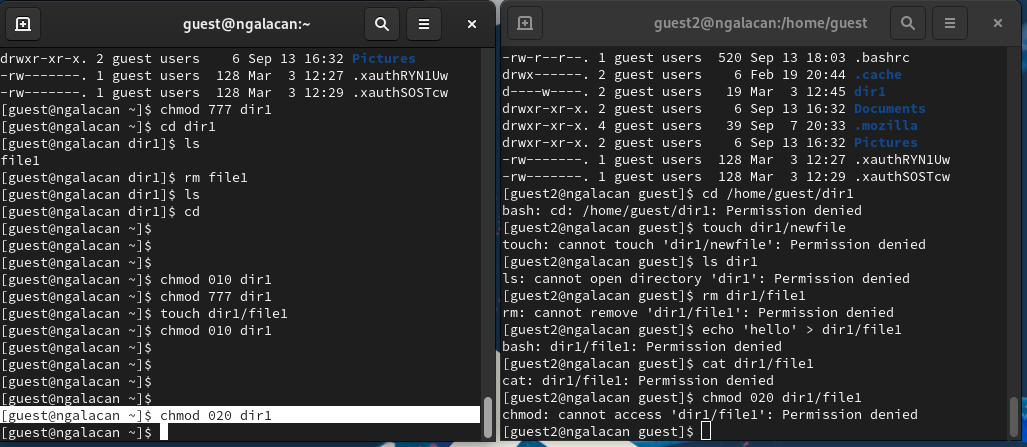 guest@ngalacan:~
drwxr-xr-x. 2 guest users    6 Sep 13 16:32 Pictures
-rw-------. 1 guest users  128 Mar  3 12:27 .xauthRYN1Uw
-rw-------. 1 guest users  128 Mar  3 12:29 .xauthSOSTcw
[guest@ngalacan ~]$ chmod 777 dir1
[guest@ngalacan ~]$ cd dir1
[guest@ngalacan dir1]$ ls
file1
[guest@ngalacan dir1]$ rm file1
[guest@ngalacan dir1]$ ls
[guest@ngalacan dir1]$ cd
[guest@ngalacan ~]$
[guest@ngalacan ~]$
[guest@ngalacan ~]$
[guest@ngalacan ~]$ chmod 010 dir1
[guest@ngalacan ~]$ chmod 777 dir1
[guest@ngalacan ~]$ touch dir1/file1
[guest@ngalacan ~]$ chmod 010 dir1
[guest@ngalacan ~]$
[guest@ngalacan ~]$
[guest@ngalacan ~]$
[guest@ngalacan ~]$
[guest@ngalacan ~]$ chmod 020 dir1
[guest@ngalacan ~]$
guest2@ngalacan:/home/guest
-rw-r--r--. 1 guest users  520 Sep 13 18:03 .bashrc
drwx------. 2 guest users    6 Feb 19 20:44 .cache
d----w----. 2 guest users   19 Mar  3 12:45 dir1
drwxr-xr-x. 2 guest users    6 Sep 13 16:32 Documents
drwxr-xr-x. 4 guest users   39 Sep  7 20:33 .mozilla
drwxr-xr-x. 2 guest users    6 Sep 13 16:32 Pictures
-rw-------. 1 guest users  128 Mar  3 12:27 .xauthRYN1Uw
-rw-------. 1 guest users  128 Mar  3 12:29 .xauthSOSTcw
[guest2@ngalacan guest]$ cd /home/guest/dir1
bash: cd: /home/guest/dir1: Permission denied
[guest2@ngalacan guest]$ touch dir1/newfile
touch: cannot touch 'dir1/newfile': Permission denied
[guest2@ngalacan guest]$ ls dir1
ls: cannot open directory 'dir1': Permission denied
[guest2@ngalacan guest]$ rm dir1/file1
rm: cannot remove 'dir1/file1': Permission denied
[guest2@ngalacan guest]$ echo 'hello' > dir1/file1
bash: dir1/file1: Permission denied
[guest2@ngalacan guest]$ cat dir1/file1
cat: dir1/file1: Permission denied
[guest2@ngalacan guest]$ chmod 020 dir1/file1
chmod: cannot access 'dir1/file1': Permission denied
[guest2@ngalacan guest]$